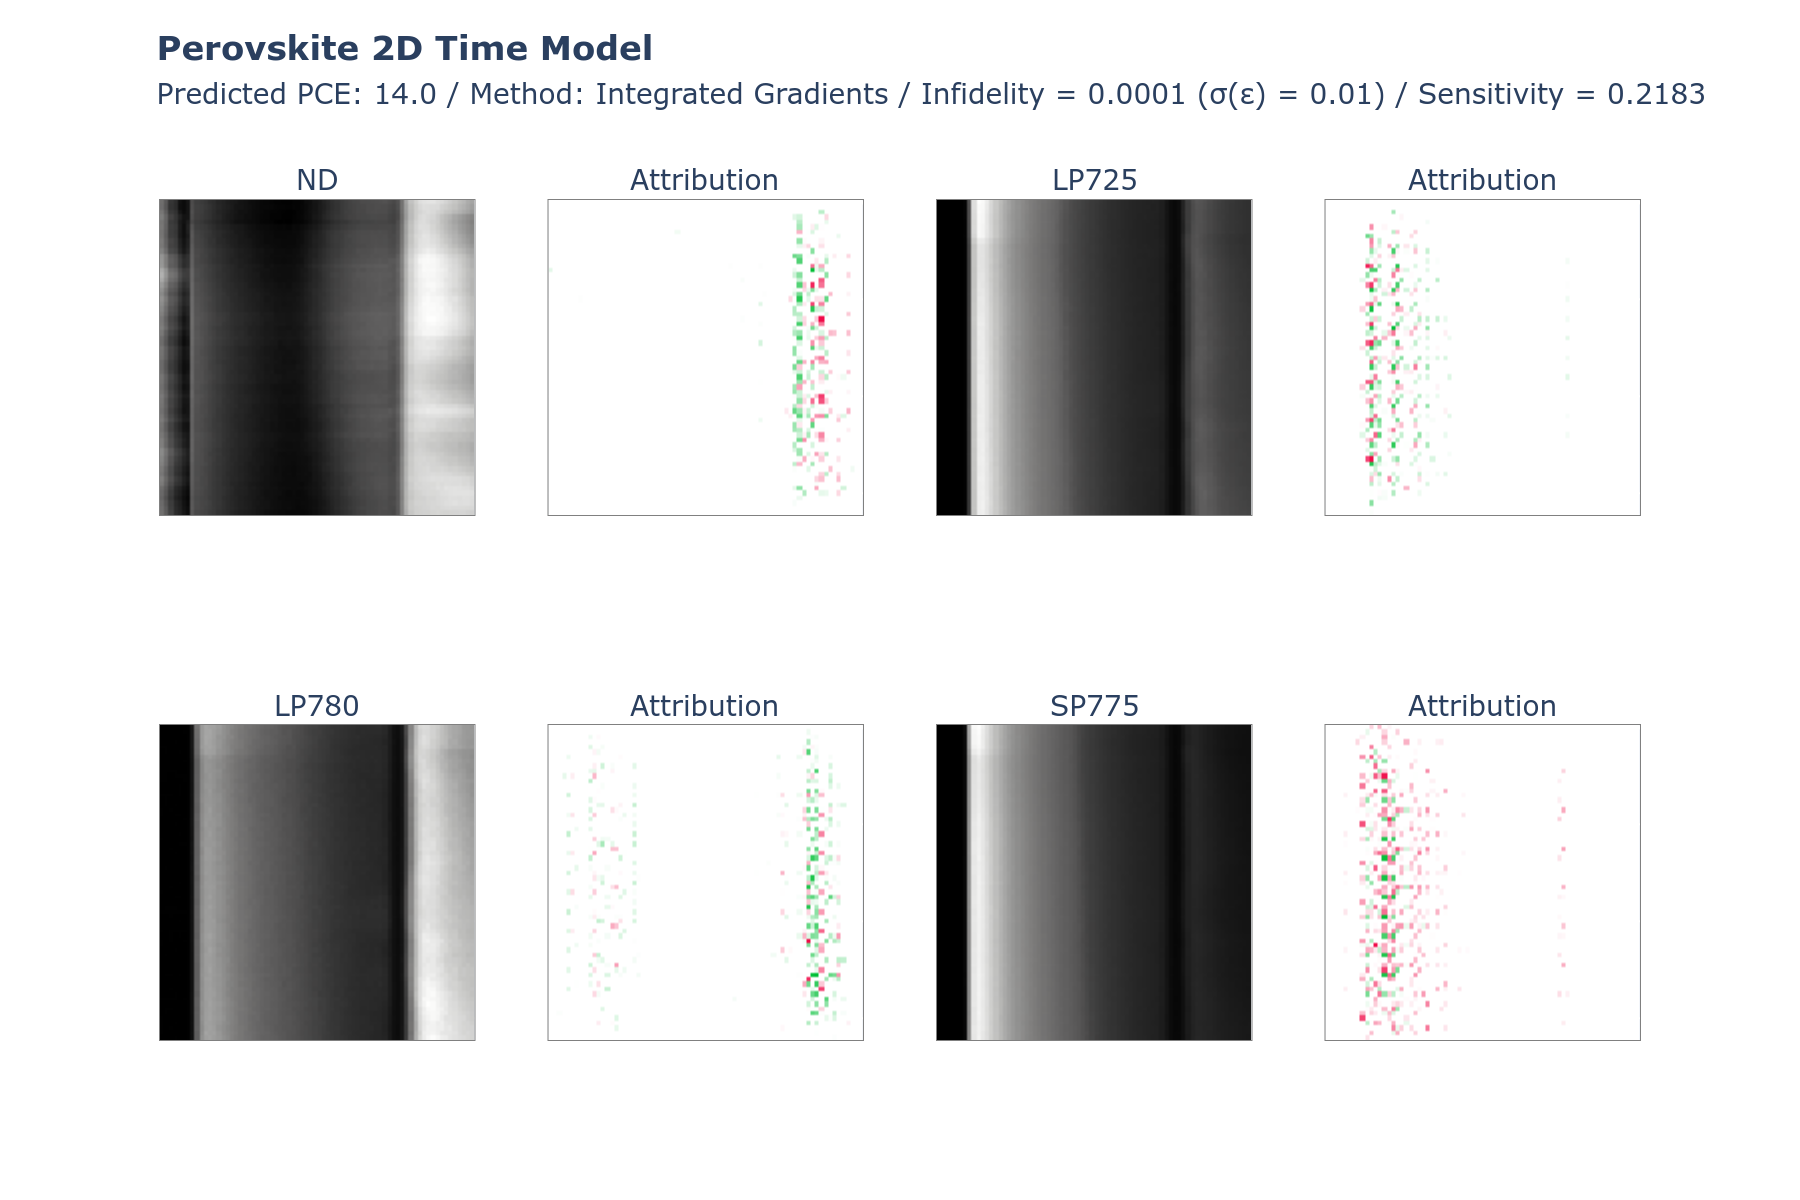 Perovskite 2D Time Model
Predicted PCE: 14.0 / Method: Integrated Gradients / Infidelity = 0.0001 (σ(ε) = 0.01) / Sensitivity = 0.2183
ND
Attribution
LP725
Attribution
LP780
Attribution
SP775
Attribution